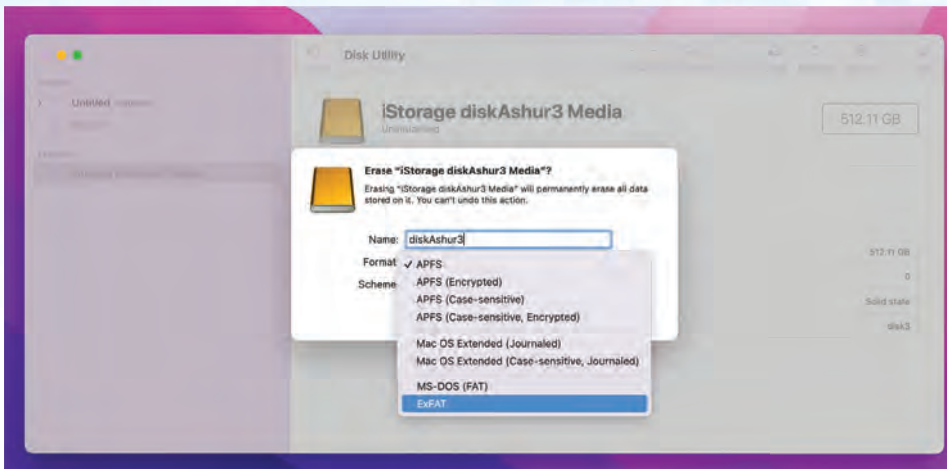 Disk Utility
Untitled
iStorage diskAshur3 Media
512.11 GB
Erase "iStorage diskAshur3 Media"?
Erasing "iStorage diskAshur3 Media" will permanently erase all data
stored on it. You can't undo this action.
Name: diskAshur3
Format ✓ APFS
Scheme APFS (Encrypted)
APFS (Case-sensitive)
APFS (Case-sensitive, Encrypted)
Mac OS Extended (Journaled)
Mac OS Extended (Case-sensitive, Journaled)
MS-DOS (FAT)
ExFAT
512.11 GB
0
Solid state
disk3